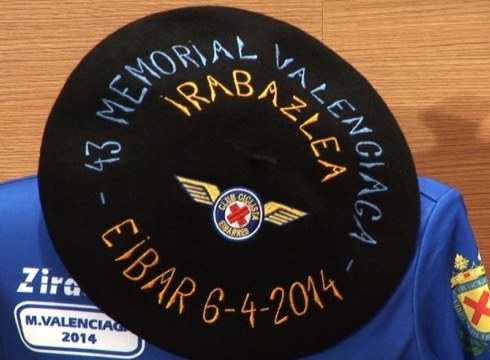 - 43 MEMORIAL VALENCIAGA -
IRABAZLEA
CLUB CICLISTA
EIBARRES
EIBAR 6-4-2014
M.VALENCIAGA
2014